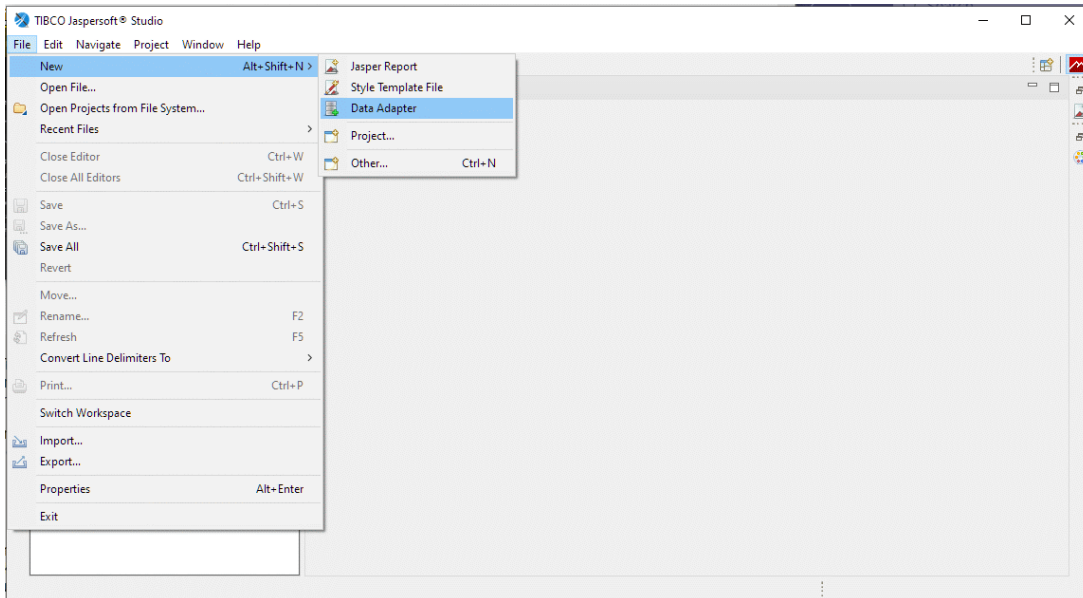 TIBCO Jaspersoft® Studio
File Edit Navigate Project Window Help
New Alt+Shift+N
Open File...
Open Projects from File System...
Recent Files
Close Editor Ctrl+W
Close All Editors Ctrl+Shift+W
Save Ctrl+S
Save As...
Save All Ctrl+Shift+S
Revert
Move...
Rename... F2
Refresh F5
Convert Line Delimiters To
Print... Ctrl+P
Switch Workspace
Import...
Export...
Properties Alt+Enter
Exit
Jasper Report
Style Template File
Data Adapter
Project...
Other... Ctrl+N